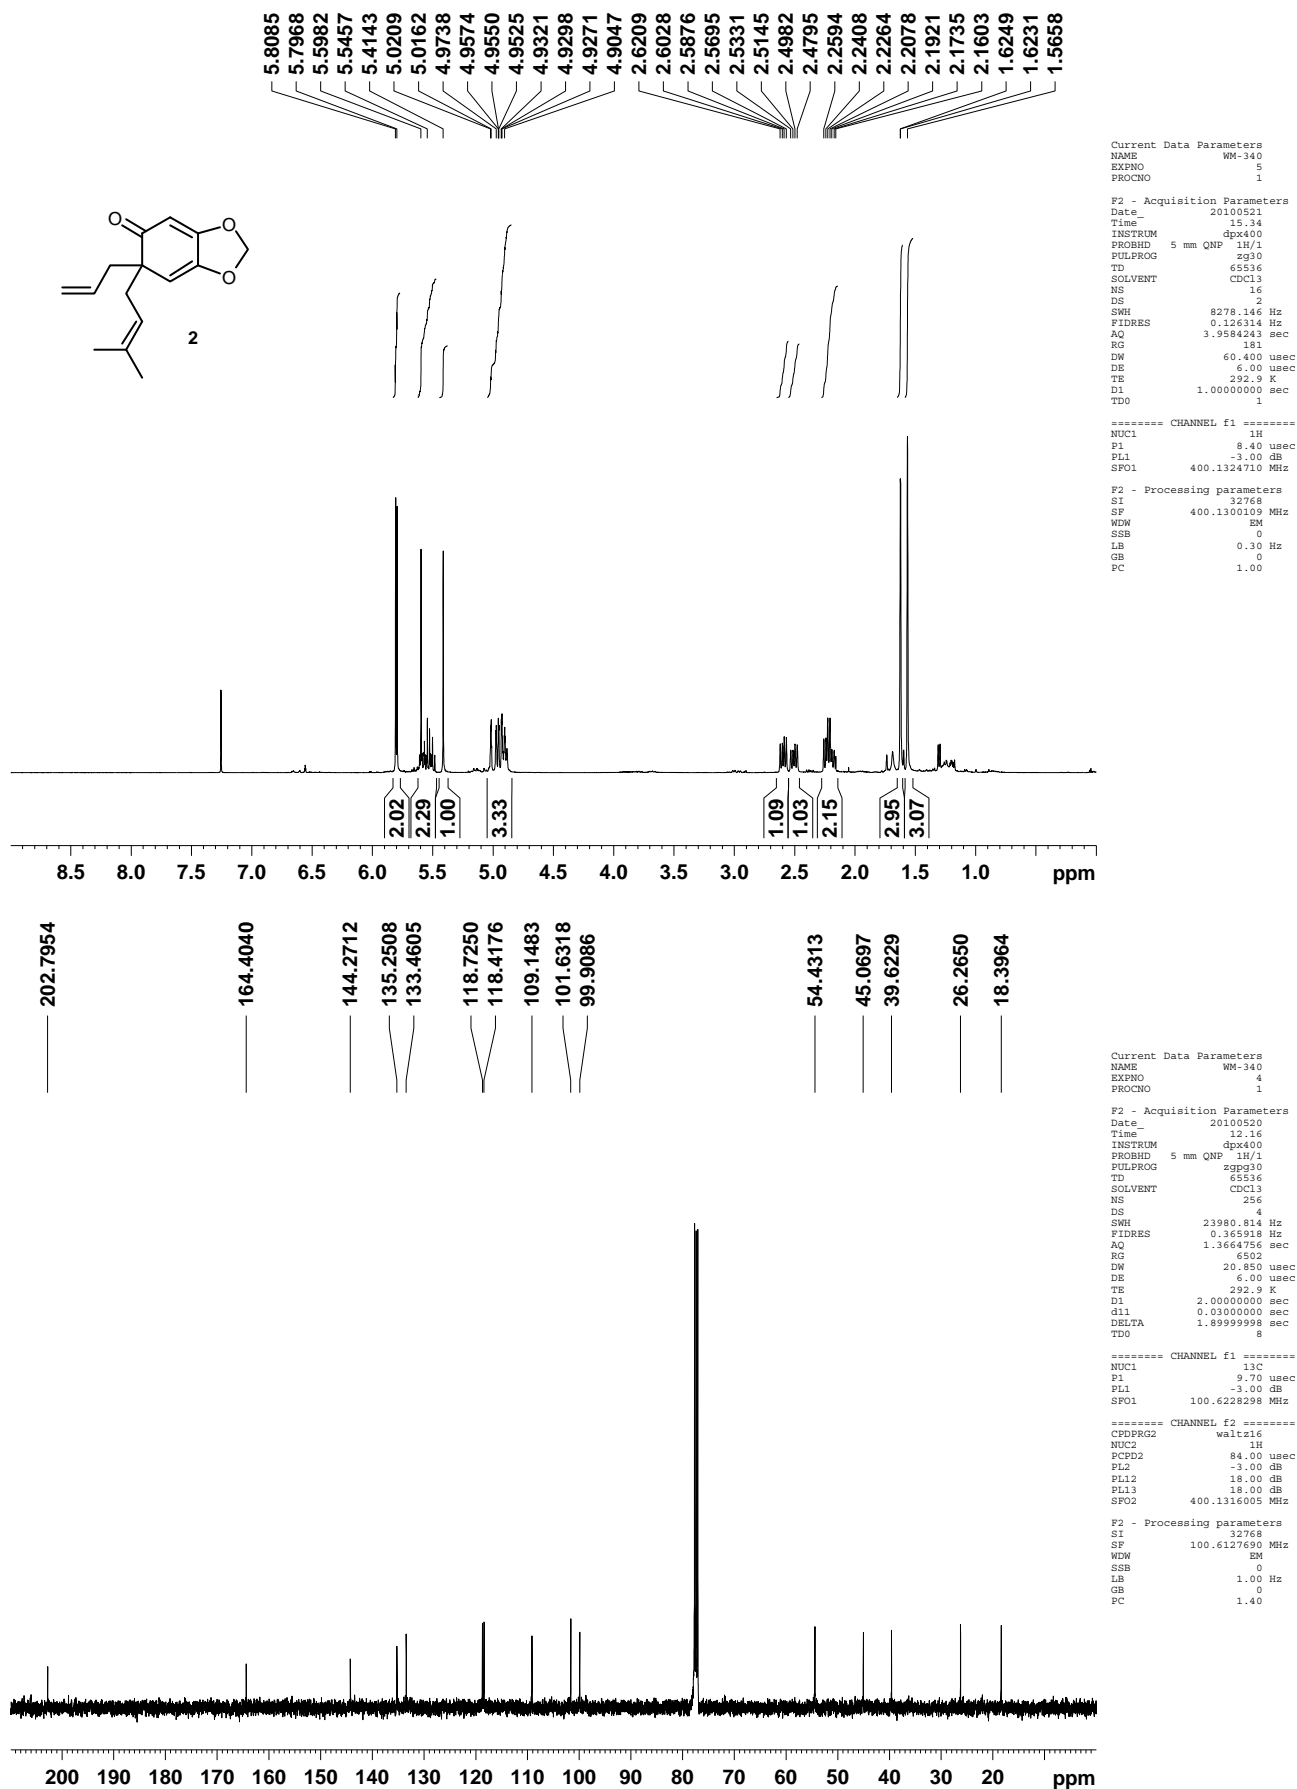 5.8085
5.7968
5.5982
5.5457
5.4143
5.0209
5.0162
4.9738
4.9574
4.9550
4.9525
4.9321
4.9298
4.9271
4.9047
2.6209
2.6028
2.5876
2.5695
2.5331
2.5145
2.4982
2.4795
2.2594
2.2408
2.2264
2.2078
2.1921
2.1735
2.1603
1.6249
1.6231
1.5658
O
O
O
2
Current Data Parameters
NAME WM-340
EXPNO 5
PROCNO 1
F2 - Acquisition Parameters
Date_ 20100521
Time 15.34
INSTRUM dpx400
PROBHD 5 mm QNP 1H/1
PULPROG zg30
TD 65536
SOLVENT CDCl3
NS 16
DS 2
SWH 8278.146 Hz
FIDRES 0.126314 Hz
AQ 3.9584243 sec
RG 181
DW 60.400 usec
DE 6.00 usec
TE 292.9 K
D1 1.00000000 sec
TD0 1
======== CHANNEL f1 ========
NUC1 1H
P1 8.40 usec
PL1 -3.00 dB
SFO1 400.1324710 MHz
F2 - Processing parameters
SI 32768
SF 400.1300109 MHz
WDW EM
SSB 0
LB 0.30 Hz
GB 0
PC 1.00
2.02
2.29
1.00
3.33
1.09
1.03
2.15
2.95
3.07
8.5 8.0 7.5 7.0 6.5 6.0 5.5 5.0 4.5 4.0 3.5 3.0 2.5 2.0 1.5 1.0 ppm
202.7954
164.4040
144.2712
135.2508
133.4605
118.7250
118.4176
109.1483
101.6318
99.9086
54.4313
45.0697
39.6229
26.2650
18.3964
Current Data Parameters
NAME WM-340
EXPNO 4
PROCNO 1
F2 - Acquisition Parameters
Date_ 20100520
Time 12.16
INSTRUM dpx400
PROBHD 5 mm QNP 1H/1
PULPROG zgpg30
TD 65536
SOLVENT CDCl3
NS 256
DS 4
SWH 23980.814 Hz
FIDRES 0.365918 Hz
AQ 1.3664756 sec
RG 6502
DW 20.850 usec
DE 6.00 usec
TE 292.9 K
D1 2.00000000 sec
d11 0.03000000 sec
DELTA 1.89999998 sec
TD0 8
======== CHANNEL f1 ========
NUC1 13C
P1 9.70 usec
PL1 -3.00 dB
SFO1 100.6228298 MHz
======== CHANNEL f2 ========
CPDPRG2 waltz16
NUC2 1H
PCPD2 84.00 usec
PL2 -3.00 dB
PL12 18.00 dB
PL13 18.00 dB
SFO2 400.1316005 MHz
F2 - Processing parameters
SI 32768
SF 100.6127690 MHz
WDW EM
SSB 0
LB 1.00 Hz
GB 0
PC 1.40
200 190 180 170 160 150 140 130 120 110 100 90 80 70 60 50 40 30 20 ppm